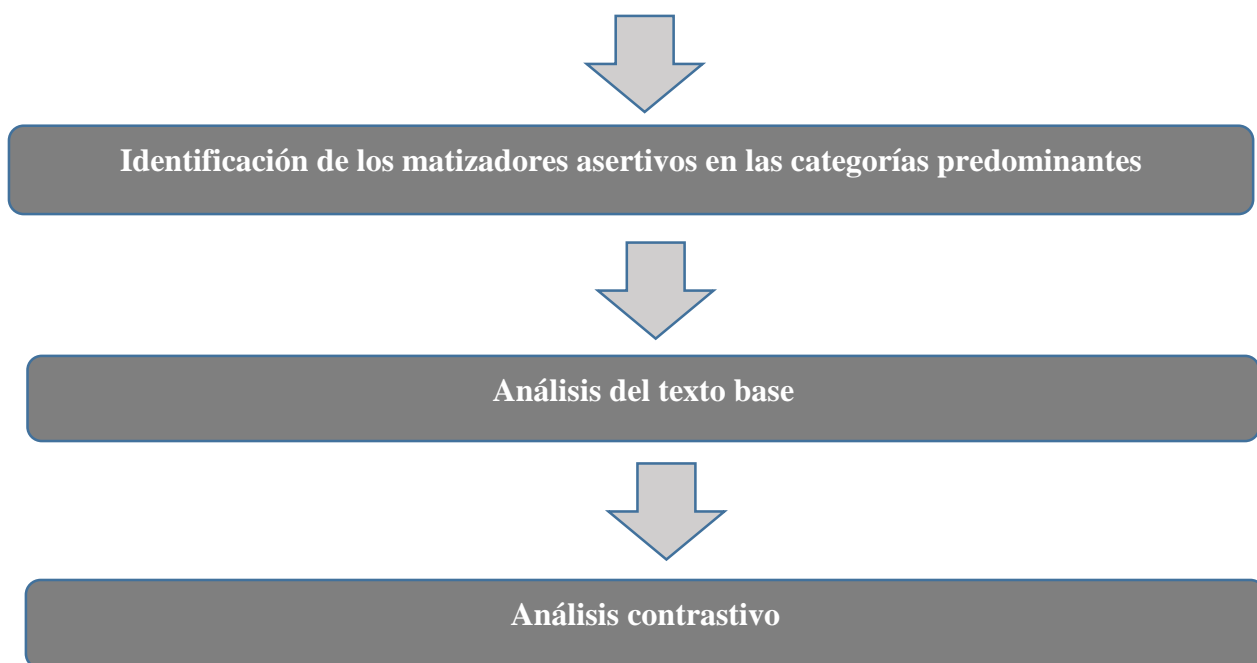 Identificación de los matizadores asertivos en las categorías predominantes
Análisis del texto base
Análisis contrastivo